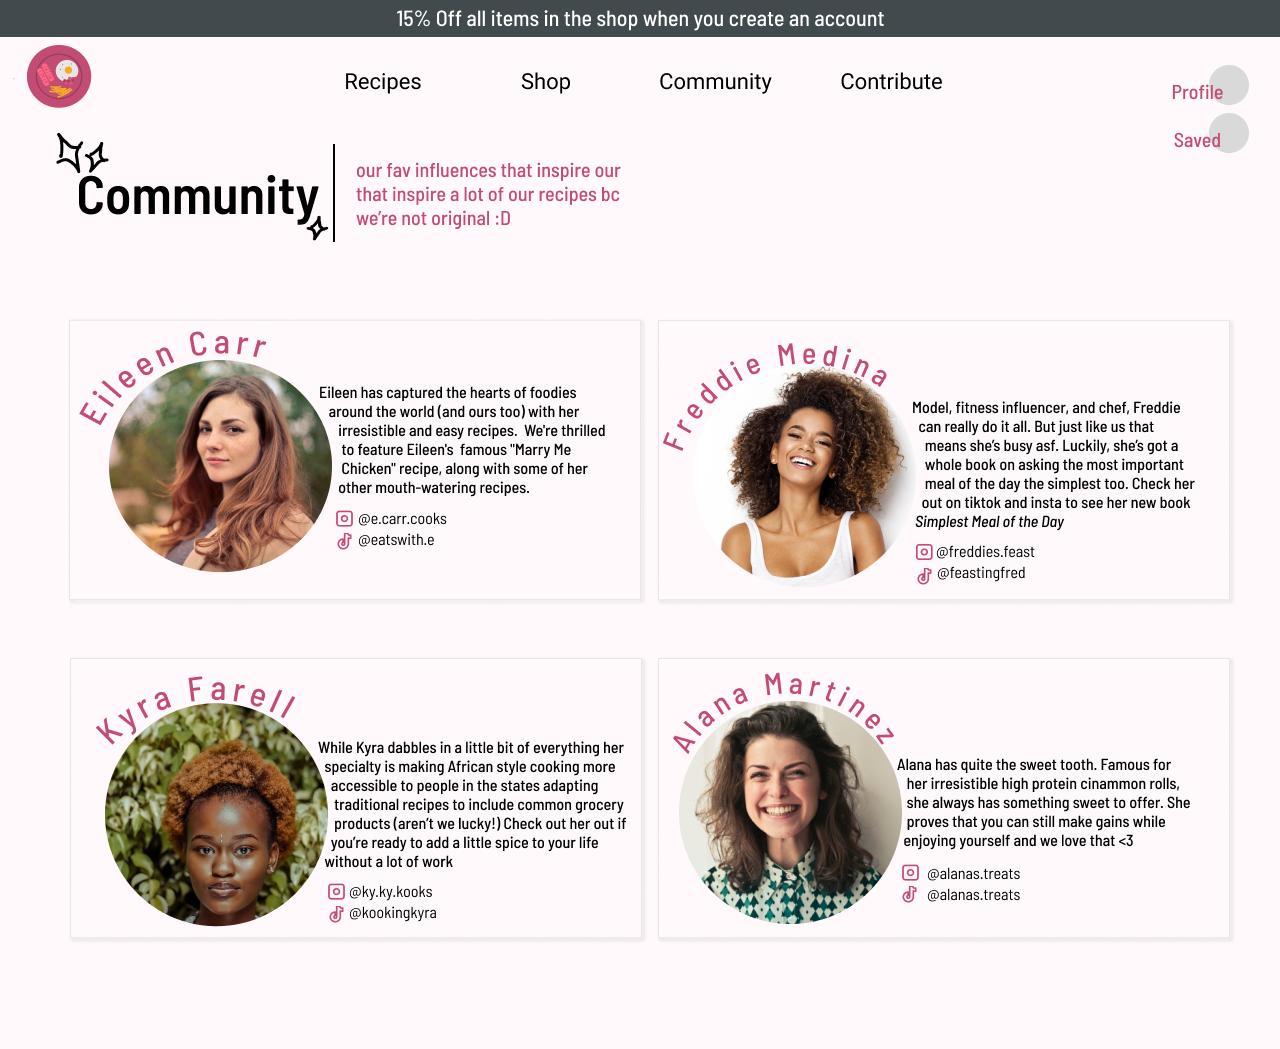 15% Off all items in the shop when you create an account
Recipes
Shop
Community
Contribute
Profile
Saved
Community
our fav influences that inspire our
that inspire a lot of our recipes bc
we’re not original :D
Eileen Carr
Eileen has captured the hearts of foodies
around the world (and ours too) with her
irresistible and easy recipes.  We're thrilled
to feature Eileen's  famous "Marry Me
Chicken" recipe, along with some of her
other mouth-watering recipes.
@e.carr.cooks
@eatswith.e
Freddie Medina
Model, fitness influencer, and chef, Freddie
can really do it all. But just like us that
means she’s busy asf. Luckily, she’s got a
whole book on asking the most important
meal of the day the simplest too. Check her
out on tiktok and insta to see her new book
Simplest Meal of the Day
@freddies.feast
@feastingfred
Kyra Farell
While Kyra dabbles in a little bit of everything her
specialty is making African style cooking more
accessible to people in the states adapting
traditional recipes to include common grocery
products (aren’t we lucky!) Check out her out if
you’re ready to add a little spice to your life
without a lot of work
@ky.ky.kooks
@kookingkyra
Alana Martinez
Alana has quite the sweet tooth. Famous for
her irresistible high protein cinammon rolls,
she always has something sweet to offer. She
proves that you can still make gains while
enjoying yourself and we love that <3
@alanas.treats
@alanas.treats